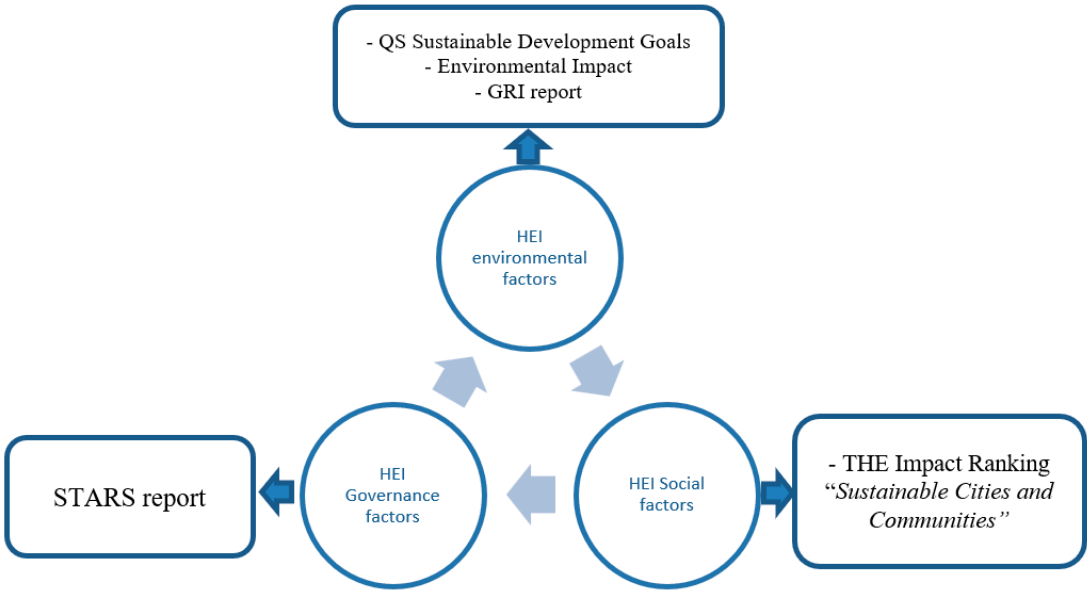 - QS Sustainable Development Goals
- Environmental Impact
- GRI report
HEI
environmental
factors
HEI
Governance
factors
HEI Social
factors
STARS report
- THE Impact Ranking
“Sustainable Cities and
Communities”